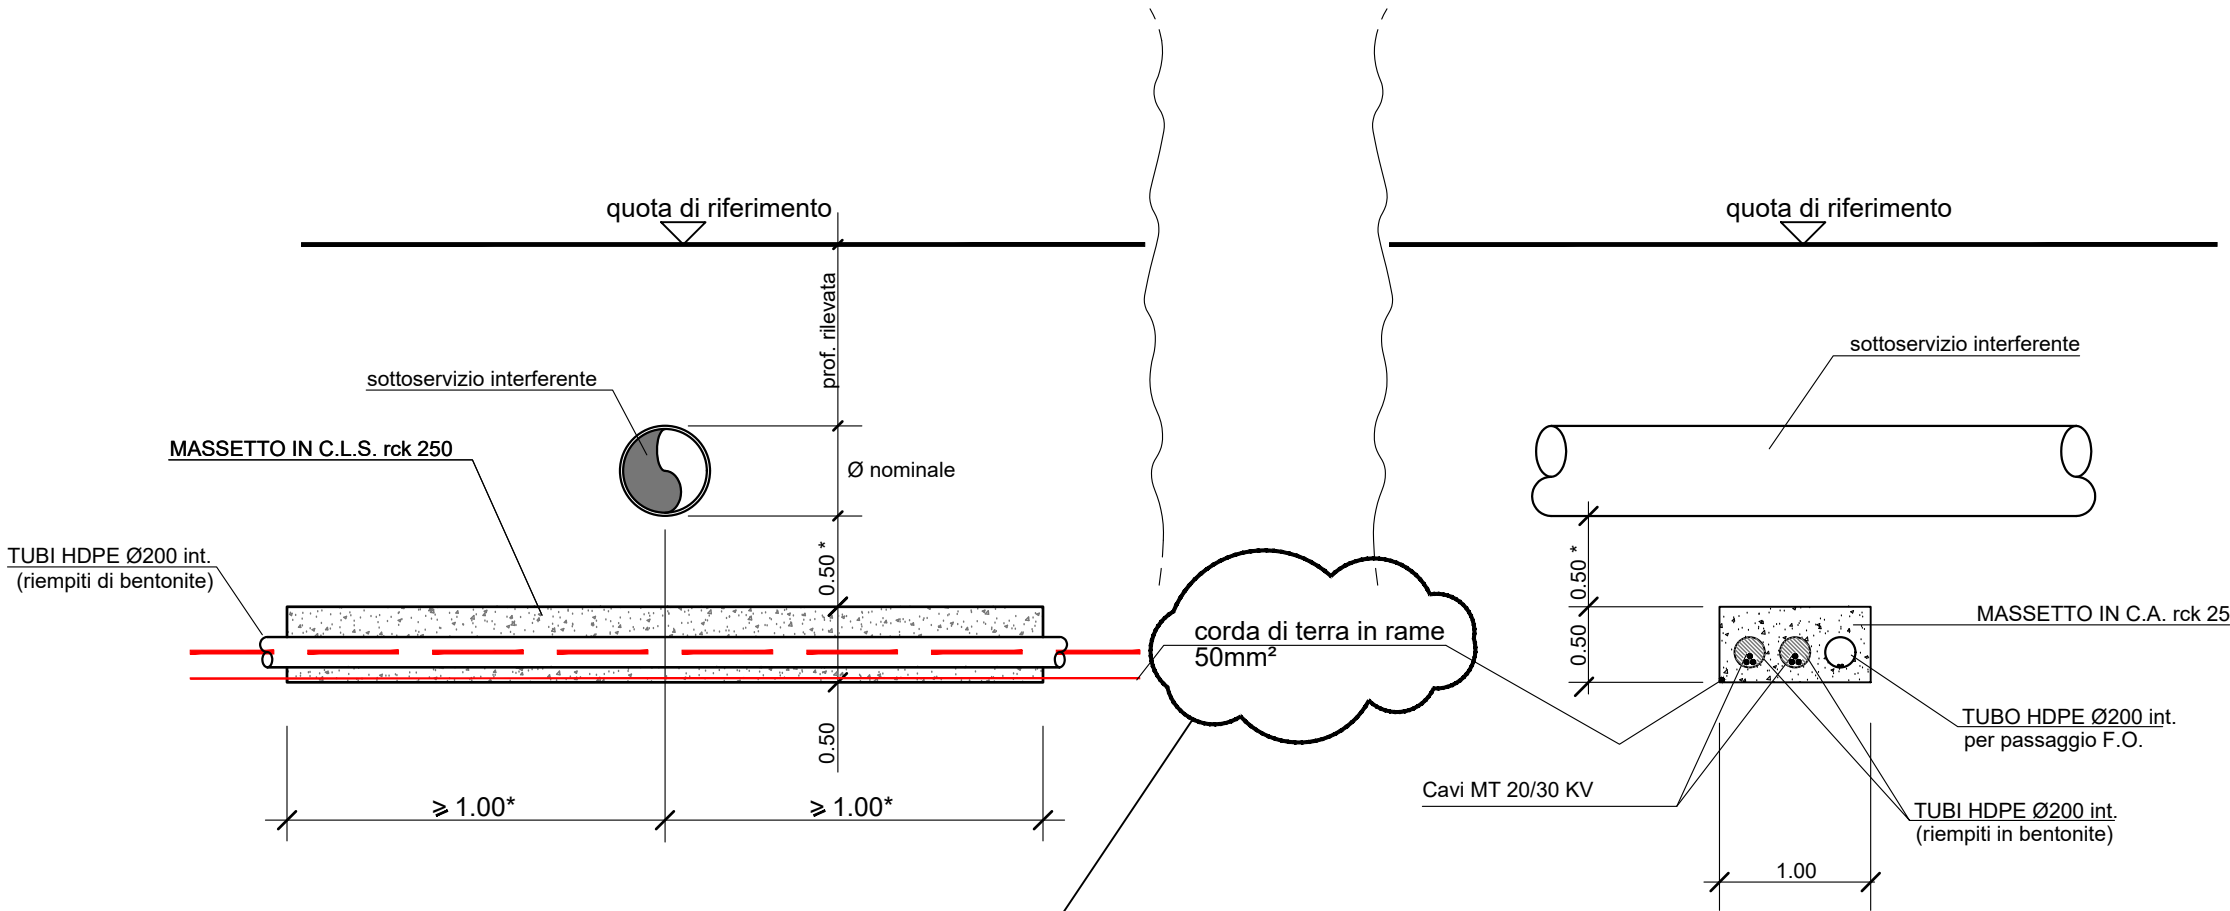 quota di riferimento
prof. rilevata
sottoservizio interferente
MASSETTO IN C.L.S. rck 250
Ø nominale
TUBI HDPE Ø200 int.
(riempiti di bentonite)
0.50 *
0.50
≥ 1.00*
≥ 1.00*
corda di terra in rame
50mm²
quota di riferimento
sottoservizio interferente
0.50 *
0.50
MASSETTO IN C.A. rck 25
TUBO HDPE Ø200 int.
per passaggio F.O.
Cavi MT 20/30 KV
TUBI HDPE Ø200 int.
(riempiti in bentonite)
1.00